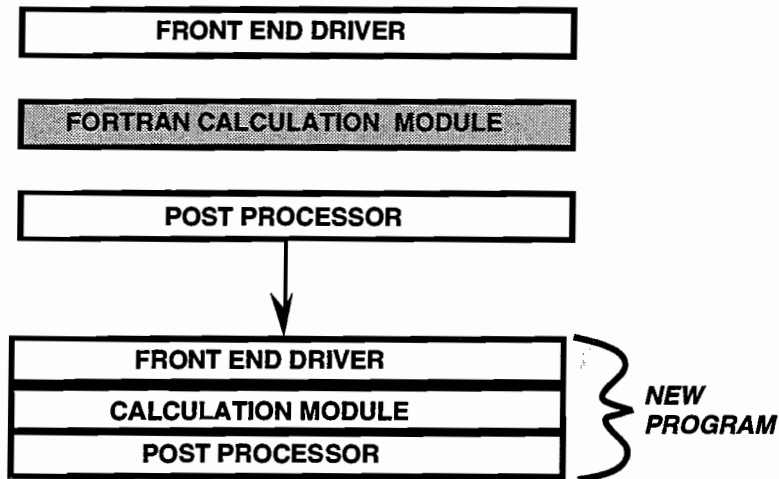 FRONT END DRIVER
FORTRAN CALCULATION MODULE
POST PROCESSOR
FRONT END DRIVER
CALCULATION MODULE
POST PROCESSOR
NEW
PROGRAM